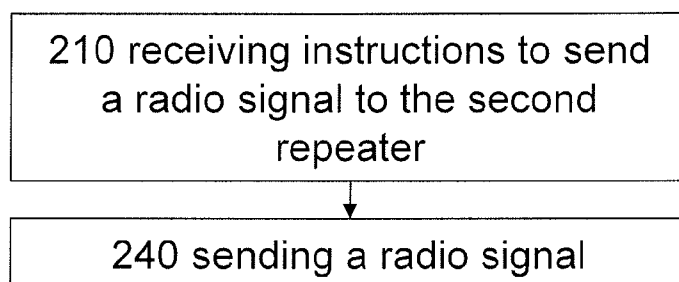 210 receiving instructions to send
a radio signal to the second
repeater
240 sending a radio signal